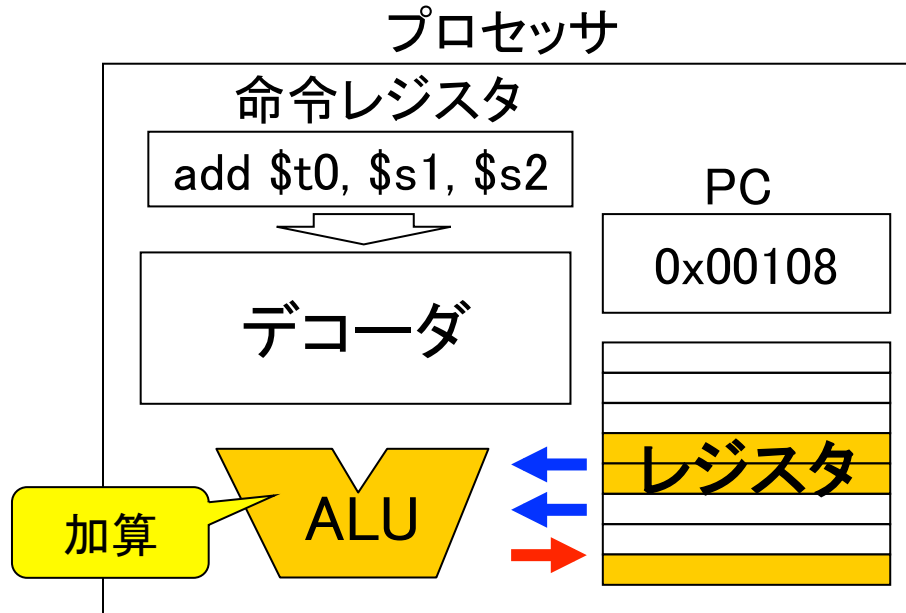 プロセッサ
命令レジスタ
add $t0, $s1, $s2
PC
0x00108
デコーダ
レジスタ
ALU
加算